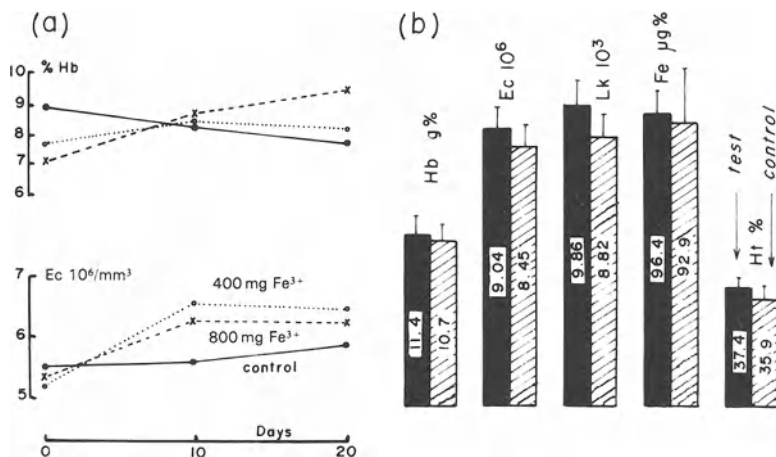 (a)
% Hb
10
9
8
7
6
7
Ec 10⁶/mm³
6
5
400 mg Fe³⁺
800 mg Fe³⁺
control
Days
0 10 20
(b)
Hb g%
Ec 10⁶
Lk 10³
Fe µg%
Ht %
test
control
11.4
10.7
9.04
8.45
9.86
8.82
96.4
92.9
37.4
35.9